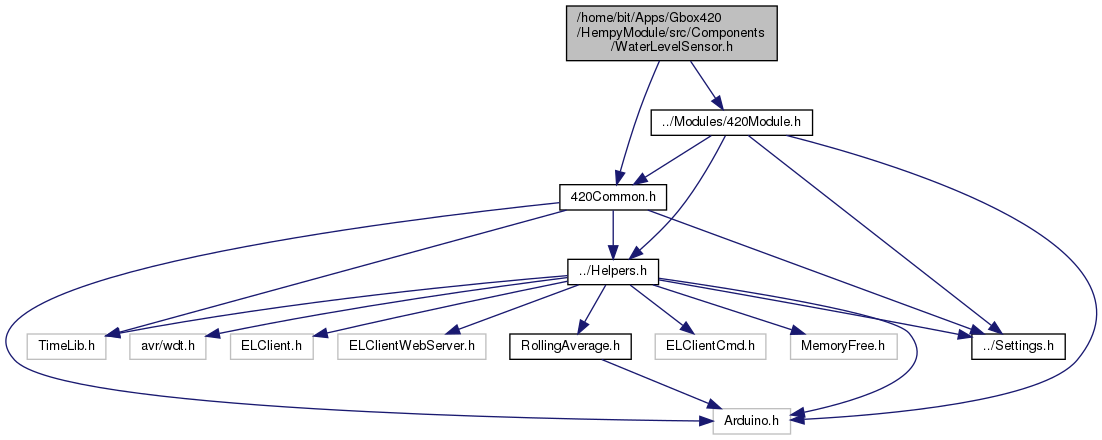 /home/bit/Apps/Gbox420
/HempyModule/src/Components
/WaterLevelSensor.h
../Modules/420Module.h
420Common.h
../Helpers.h
TimeLib.h
avr/wdt.h
ELClient.h
ELClientWebServer.h
RollingAverage.h
ELClientCmd.h
MemoryFree.h
../Settings.h
Arduino.h